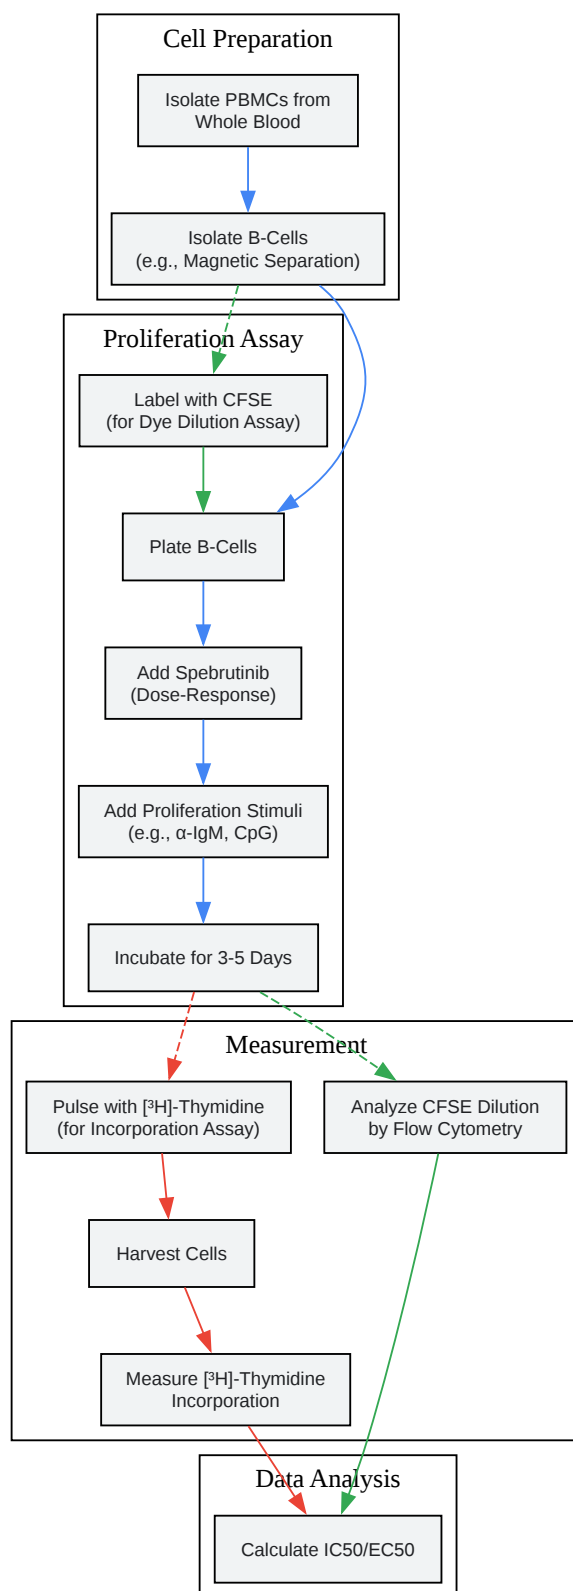 Cell Preparation
Isolate PBMCs from
Whole Blood
Isolate B-Cells
(e.g., Magnetic Separation)
Proliferation Assay
Label with CFSE
(for Dye Dilution Assay)
Plate B-Cells
Add Spebrutinib
(Dose-Response)
Add Proliferation Stimuli
(e.g., α-IgM, CpG)
Incubate for 3-5 Days
Measurement
Pulse with [³H]-Thymidine
(for Incorporation Assay)
Analyze CFSE Dilution
by Flow Cytometry
Harvest Cells
Measure [³H]-Thymidine
Incorporation
Data Analysis
Calculate IC50/EC50